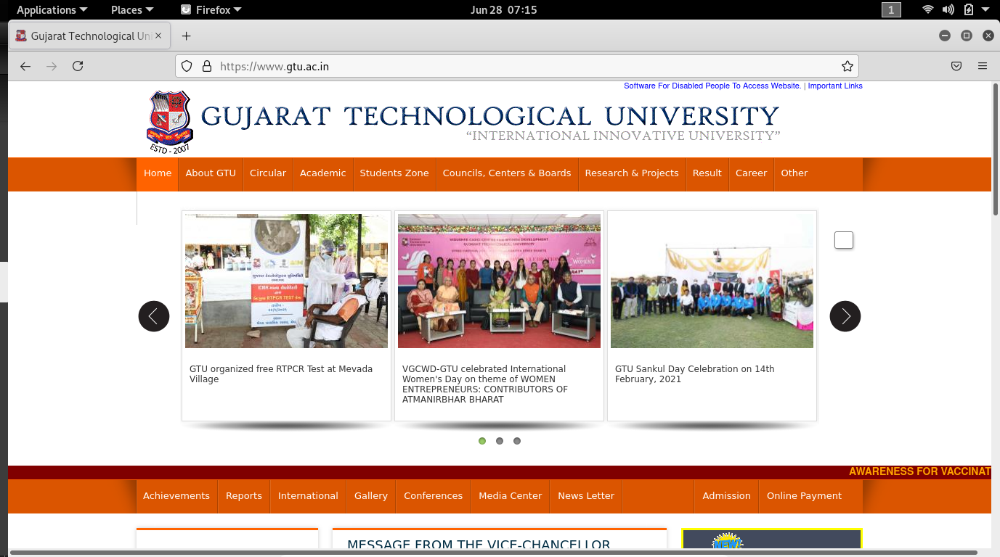 Applications Places Firefox Jun 28 07:15 1
Gujarat Technological Uni
https://www.gtu.ac.in
Software For Disabled People To Access Website. | Important Links
GUJARAT TECHNOLOGICAL UNIVERSITY
“INTERNATIONAL INNOVATIVE UNIVERSITY”
ESTD - 2007
Home About GTU Circular Academic Students Zone Councils, Centers & Boards Research & Projects Result Career Other
VISHWAKARMA
GTU organized free RTPCR Test at Mevada
Village
VGCWD-GTU celebrated International
Women's Day on theme of WOMEN
ENTREPRENEURS: CONTRIBUTORS OF
ATMANIRBHAR BHARAT
GTU Sankul Day Celebration on 14th
February, 2021
AWARENESS FOR VACCINAT
Achievements Reports International Gallery Conferences Media Center News Letter Admission Online Payment
MESSAGE FROM THE VICE-CHANCELLOR
NEW!